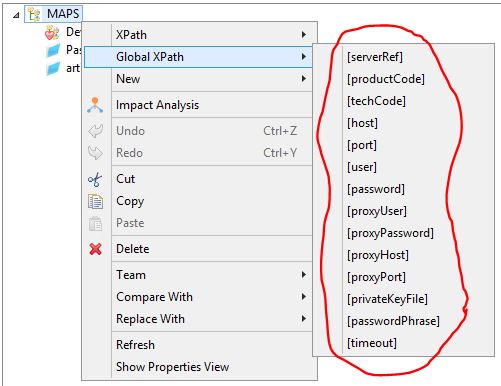 MAPS
De
Pas
art
XPath
Global XPath
New
Impact Analysis
Undo Ctrl+Z
Redo Ctrl+Y
Cut
Copy
Paste
Delete
Team
Compare With
Replace With
Refresh
Show Properties View
[serverRef]
[productCode]
[techCode]
[host]
[port]
[user]
[password]
[proxyUser]
[proxyPassword]
[proxyHost]
[proxyPort]
[privateKeyFile]
[passwordPhrase]
[timeout]